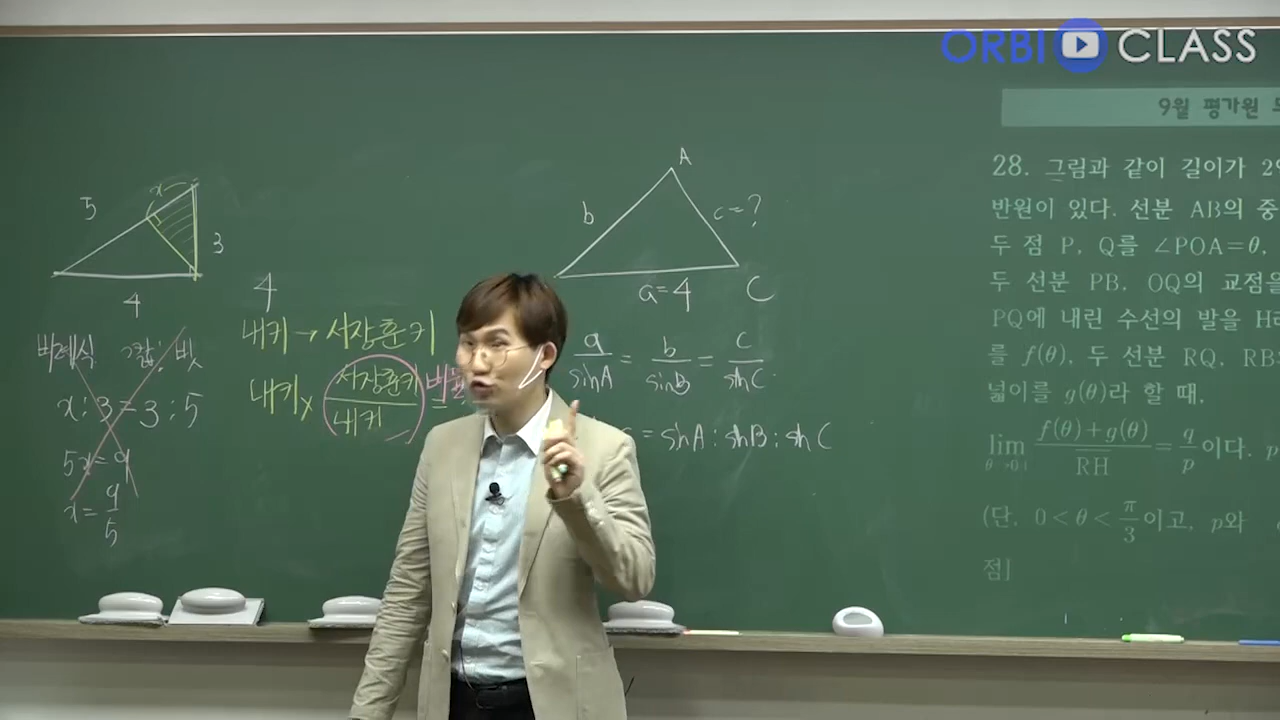 ORBI CLASS
9월 평가원
28. 그림과 같이 길이가 2
반원이 있다. 선분 AB의 중
두 점 P, Q를 ∠POA=θ,
두 선분 PB, OQ의 교점을
PQ에 내린 수선의 발을 H
를 f(θ), 두 선분 RQ, RB
넓이를 g(θ)라 할 때,
lim θ→0+ f(θ)+g(θ) / RH = q/p 이다. p
(단, 0<θ<π/3이고, p와
점]
5
x
3
4
비례식
x:3=3:5
5x=9
x=9/5
4
내키→서장훈키
내키×서장훈키/내키
A
b
c=?
a=4
C
a/sinA = b/sinB = c/sinC
= sinA : sinB : sinC